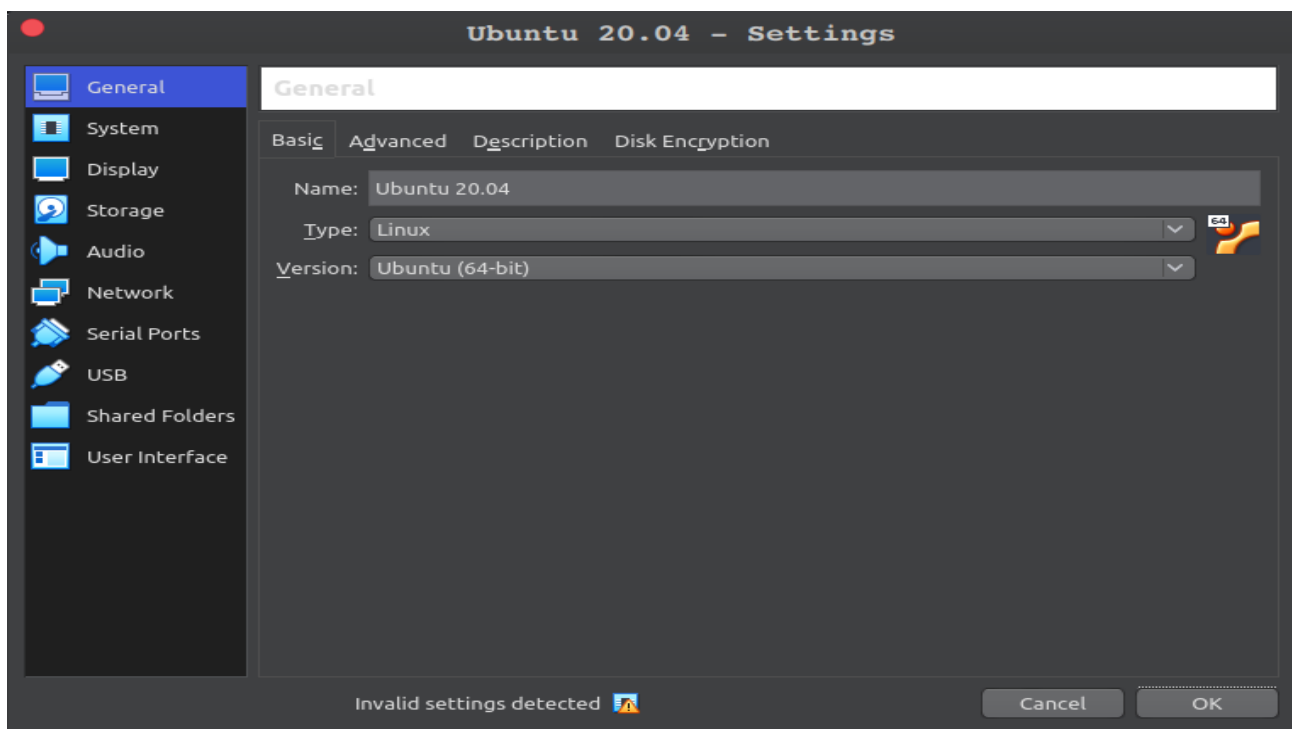 Ubuntu 20.04 – Settings
General
System
Display
Storage
Audio
Network
Serial Ports
USB
Shared Folders
User Interface
General
Basic Advanced Description Disk Encryption
Name: Ubuntu 20.04
Type: Linux
64
Version: Ubuntu (64-bit)
Invalid settings detected
Cancel OK